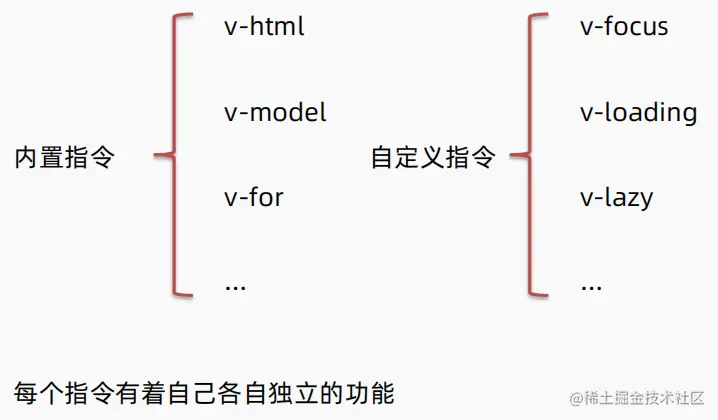 内置指令
v-html
v-model
v-for
...
自定义指令
v-focus
v-loading
v-lazy
...
每个指令有着自己各自独立的功能
@稀土掘金技术社区